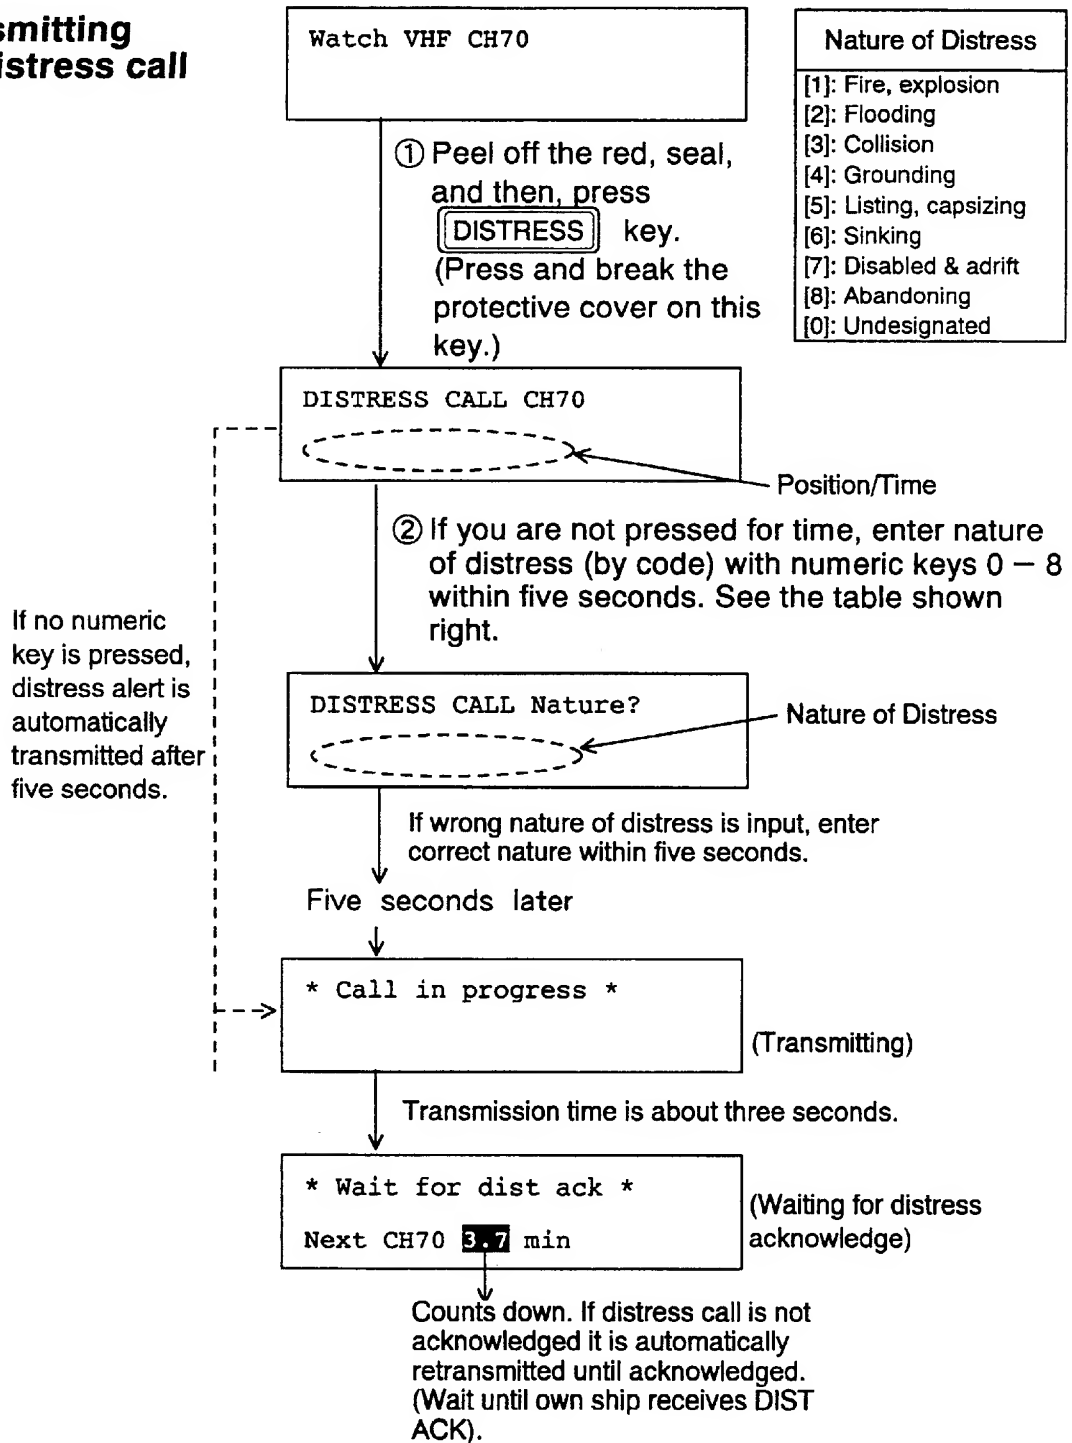 smitting
istress call
Watch VHF CH70
Nature of Distress
[1]: Fire, explosion
[2]: Flooding
[3]: Collision
[4]: Grounding
[5]: Listing, capsizing
[6]: Sinking
[7]: Disabled & adrift
[8]: Abandoning
[0]: Undesignated
① Peel off the red, seal,
and then, press
DISTRESS key.
(Press and break the
protective cover on this
key.)
DISTRESS CALL CH70
Position/Time
② If you are not pressed for time, enter nature
of distress (by code) with numeric keys 0 – 8
within five seconds. See the table shown
right.
If no numeric
key is pressed,
distress alert is
automatically
transmitted after
five seconds.
DISTRESS CALL Nature?
Nature of Distress
If wrong nature of distress is input, enter
correct nature within five seconds.
Five seconds later
* Call in progress *
(Transmitting)
Transmission time is about three seconds.
* Wait for dist ack *
Next CH70 3.7 min
(Waiting for distress
acknowledge)
Counts down. If distress call is not
acknowledged it is automatically
retransmitted until acknowledged.
(Wait until own ship receives DIST
ACK).